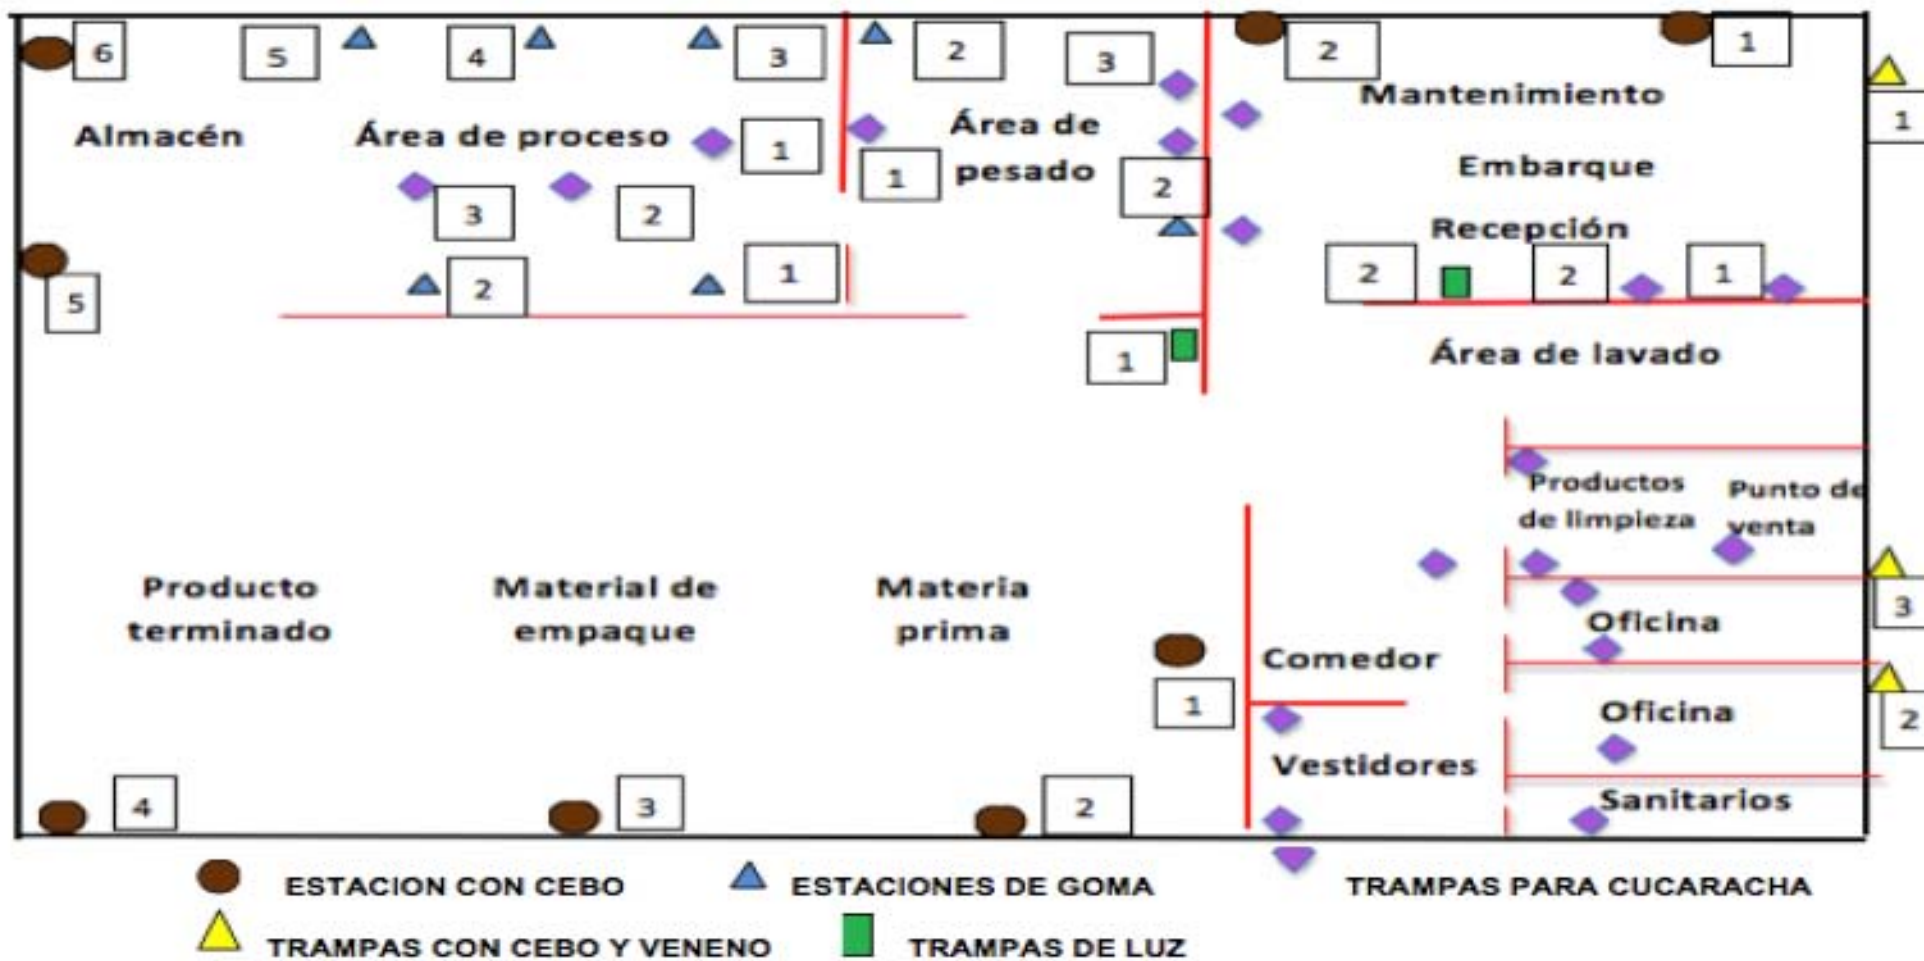 6
5
4
3
2
3
2
1
Mantenimiento
1
Almacén
Área de proceso
1
1
Área de
pesado
2
Embarque
3
2
Recepción
5
2
1
2
2
1
1
Área de lavado
Productos
de limpieza
Punto de
venta
Producto
terminado
Material de
empaque
Materia
prima
3
Oficina
Comedor
1
2
Oficina
Vestidores
Sanitarios
4
3
2
ESTACION CON CEBO
ESTACIONES DE GOMA
TRAMPAS PARA CUCARACHA
TRAMPAS CON CEBO Y VENENO
TRAMPAS DE LUZ